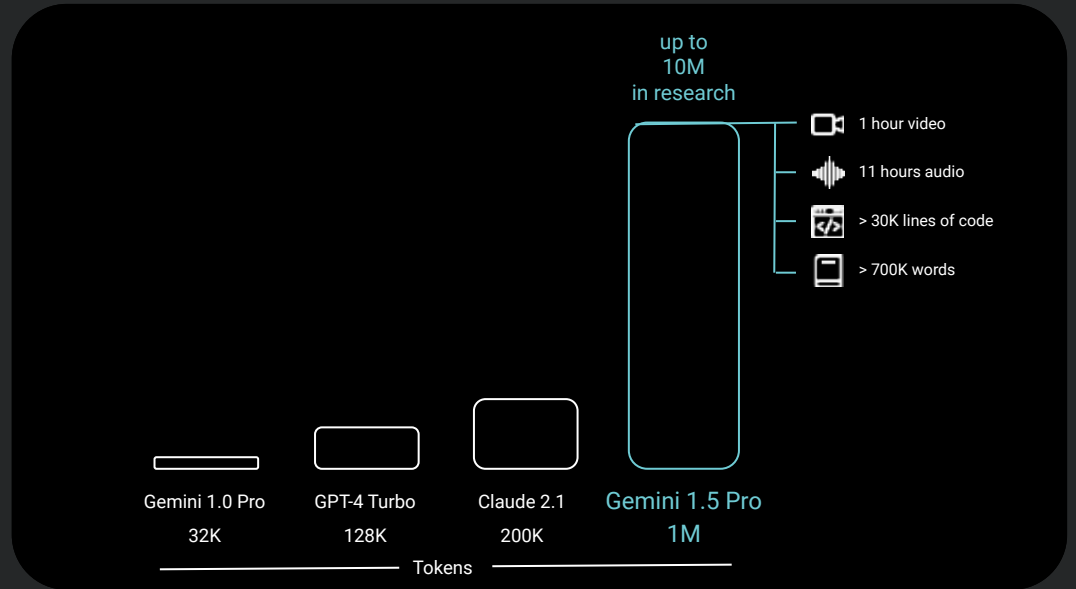 up to
10M
in research
1 hour video
11 hours audio
> 30K lines of code
> 700K words
Gemini 1.0 Pro
GPT-4 Turbo
Claude 2.1
Gemini 1.5 Pro
32K
128K
200K
1M
Tokens